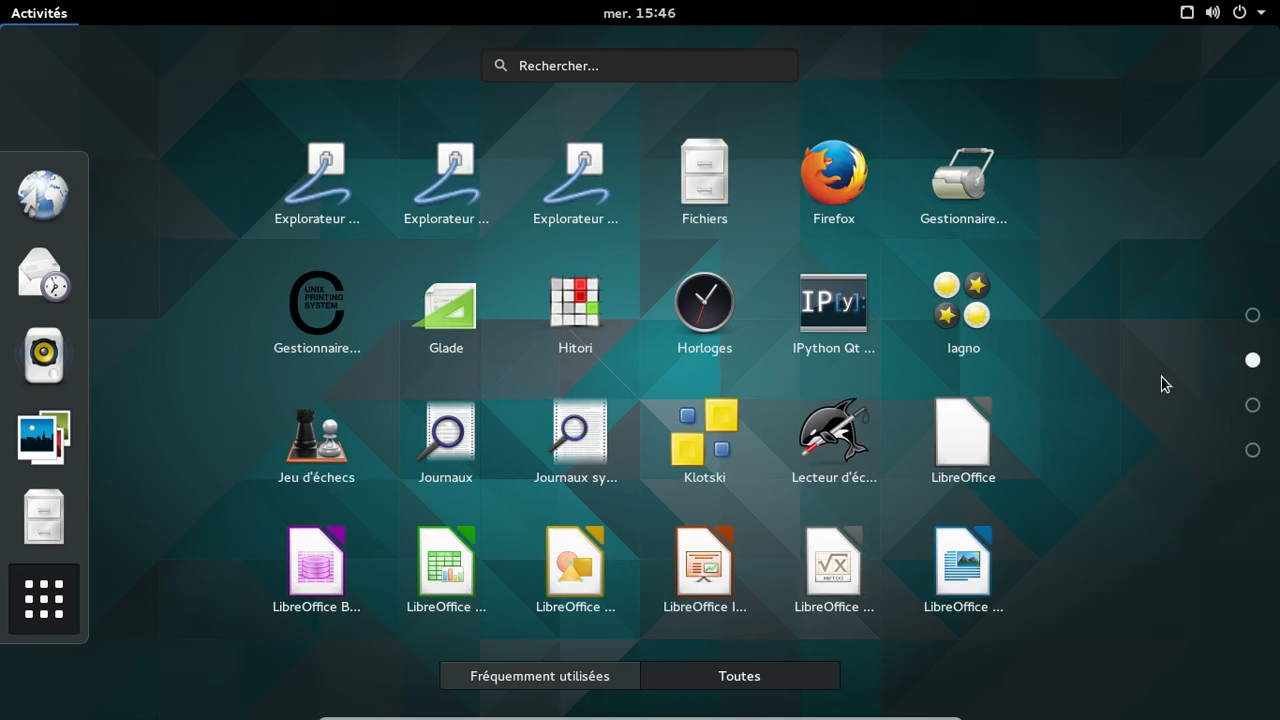 Activités
mer. 15:46
Rechercher...
Explorateur ...
Explorateur ...
Explorateur ...
Fichiers
Firefox
Gestionnaire...
UNIX
PRINTING
SYSTEM
IP[y]:
Gestionnaire...
Glade
Hitori
Horloges
IPython Qt ...
Iagno
Jeu d'échecs
Journaux
Journaux sy...
Klotski
Lecteur d'éc...
LibreOffice
LibreOffice B...
LibreOffice ...
LibreOffice ...
LibreOffice I...
LibreOffice ...
LibreOffice ...
Fréquemment utilisées
Toutes